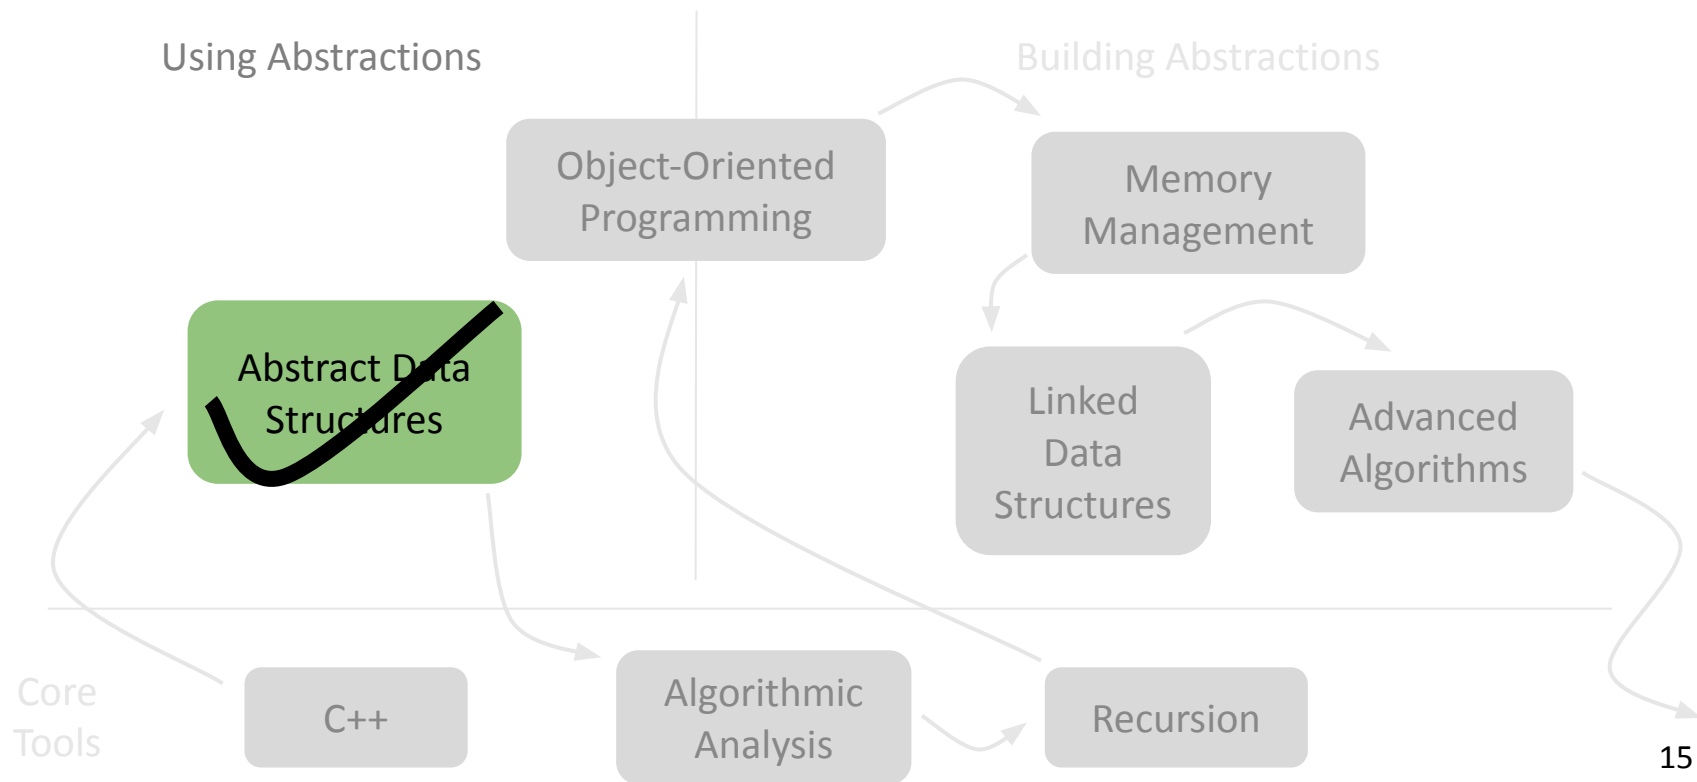 Using Abstractions
Building Abstractions
Object-Oriented
Programming
Memory
Management
Abstract Data
Structures
Linked
Data
Structures
Advanced
Algorithms
Core
Tools
C++
Algorithmic
Analysis
Recursion
15